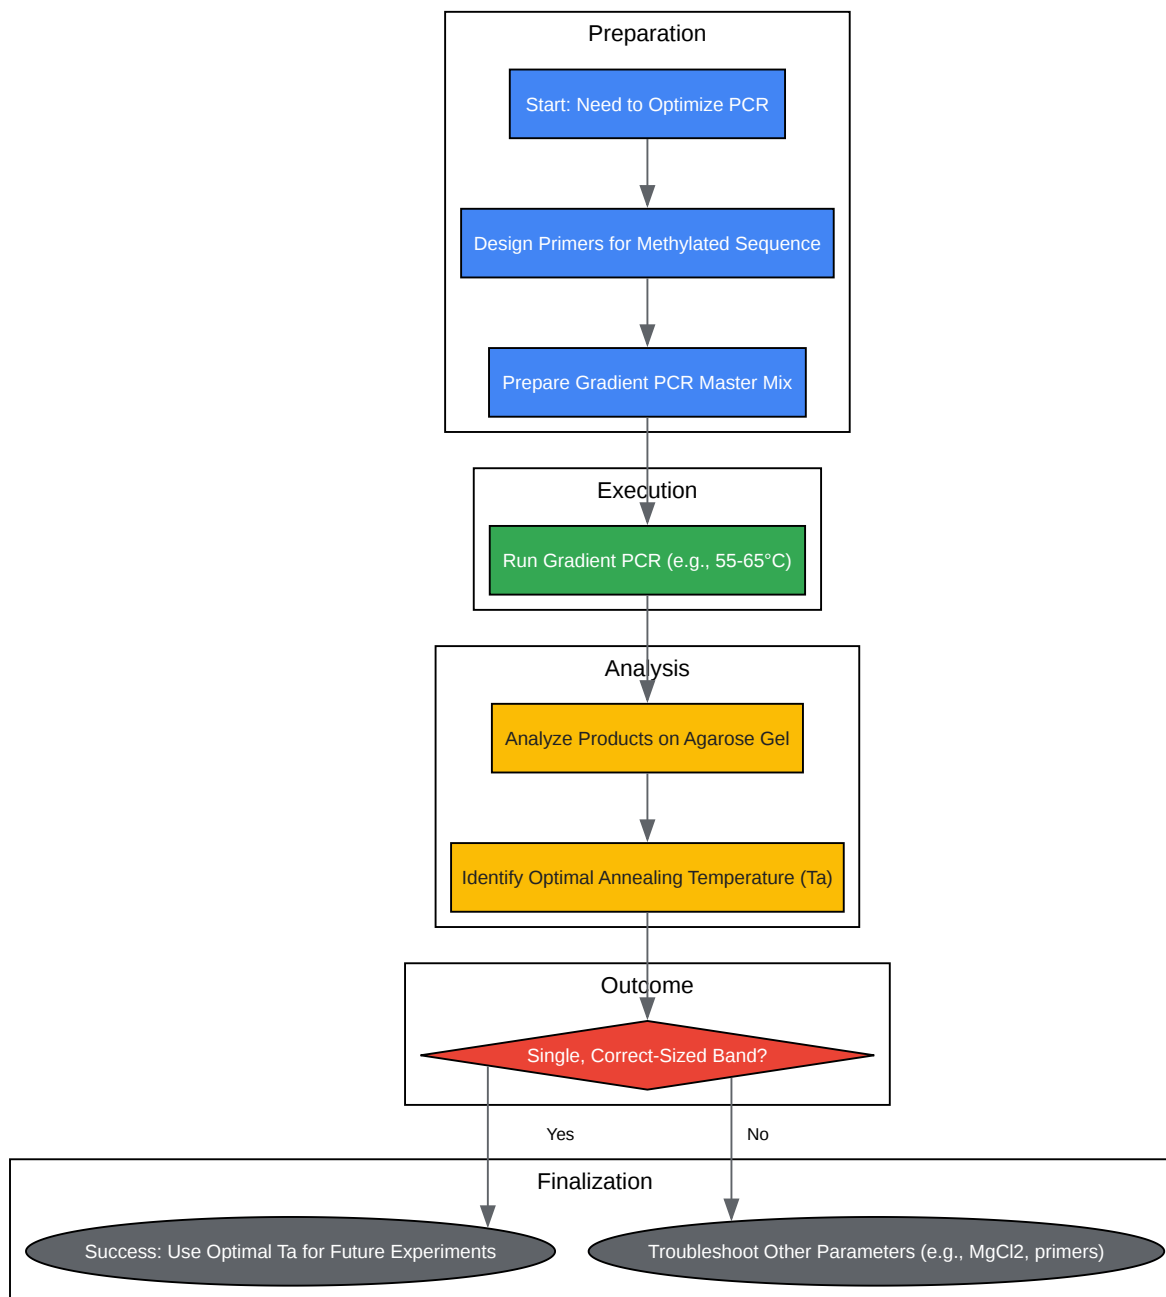 Preparation
Start: Need to Optimize PCR
Design Primers for Methylated Sequence
Prepare Gradient PCR Master Mix
Execution
Run Gradient PCR (e.g., 55-65°C)
Analysis
Analyze Products on Agarose Gel
Identify Optimal Annealing Temperature (Ta)
Outcome
Single, Correct-Sized Band?
Yes
No
Finalization
Success: Use Optimal Ta for Future Experiments
Troubleshoot Other Parameters (e.g., MgCl2, primers)